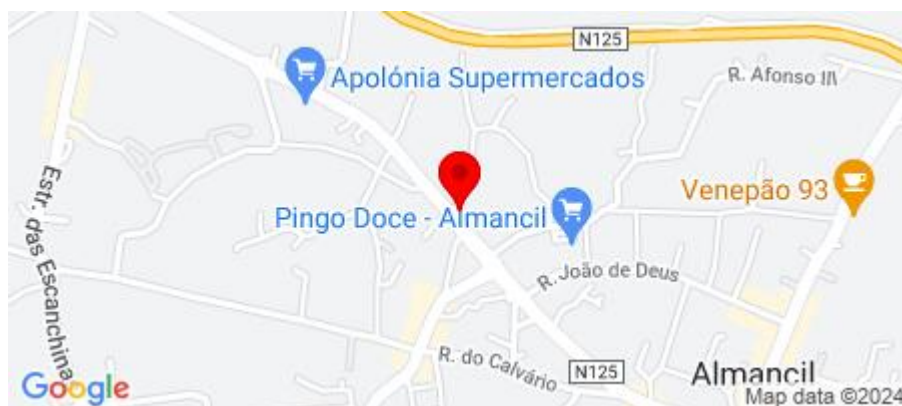 N125
Apolónia Supermercados
R. Afonso III
Estr. das Escanchinas
Venepão 93
Pingo Doce - Almancil
R. João de Deus
R. do Calvário
N125
Almancil
Google
Map data ©2024